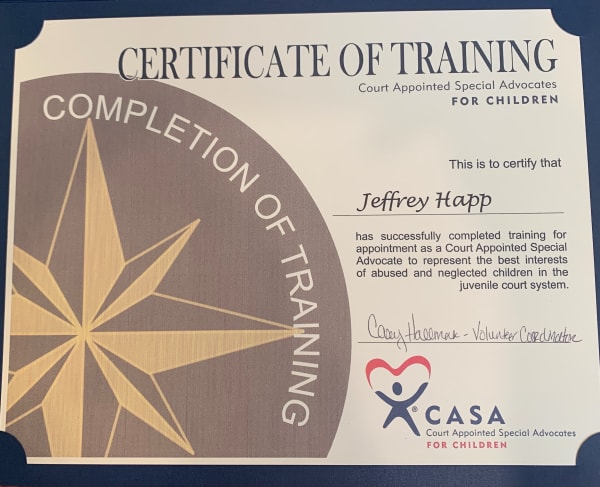 CERTIFICATE OF TRAINING
Court Appointed Special Advocates
FOR CHILDREN
COMPLETION OF TRAINING
This is to certify that
Jeffrey Happ
has successfully completed training for
appointment as a Court Appointed Special
Advocate to represent the best interests
of abused and neglected children in the
juvenile court system.
Casey Hallmark - Volunteer Coordinator
®CASA
Court Appointed Special Advocates
FOR CHILDREN